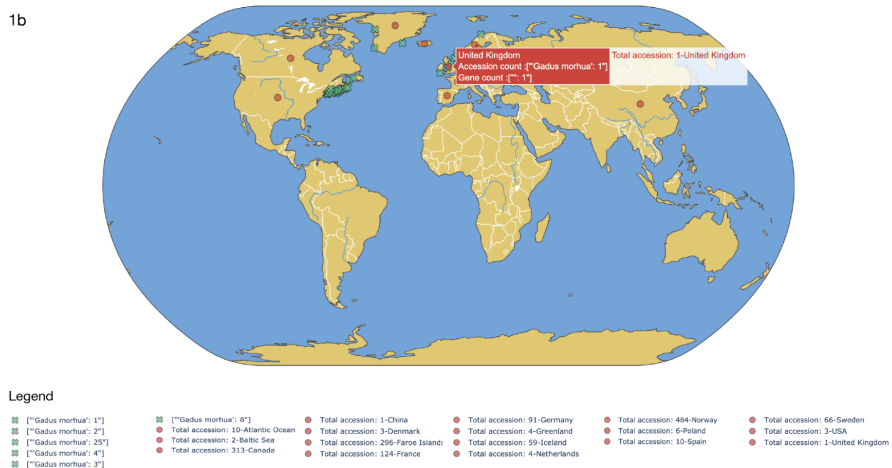 1b
United Kingdom
Accession count :["'Gadus morhua': 1"]
Gene count :["": 1"]
Total accession: 1-United Kingdom
Legend
["'Gadus morhua': 1"]
["'Gadus morhua': 2"]
["'Gadus morhua': 25"]
["'Gadus morhua': 4"]
["'Gadus morhua': 3"]
["'Gadus morhua': 8"]
Total accession: 10-Atlantic Ocean
Total accession: 2-Baltic Sea
Total accession: 313-Canada
Total accession: 1-China
Total accession: 3-Denmark
Total accession: 296-Faroe Islands
Total accession: 124-France
Total accession: 91-Germany
Total accession: 4-Greenland
Total accession: 59-Iceland
Total accession: 4-Netherlands
Total accession: 484-Norway
Total accession: 6-Poland
Total accession: 10-Spain
Total accession: 66-Sweden
Total accession: 3-USA
Total accession: 1-United Kingdom